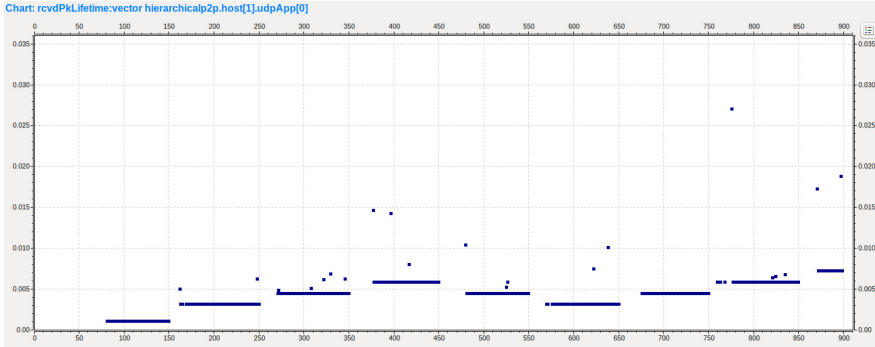 Chart: rcvdPkLifetime:vector hierarchicalp2p.host[1].udpApp[0]
0 50 100 150 200 250 300 350 400 450 500 550 600 650 700 750 800 850 900
0.035 0.035
0.030 0.030
0.025 0.025
0.020 0.020
0.015 0.015
0.010 0.010
0.005 0.005
0.00 0.00
0 50 100 150 200 250 300 350 400 450 500 550 600 650 700 750 800 850 900